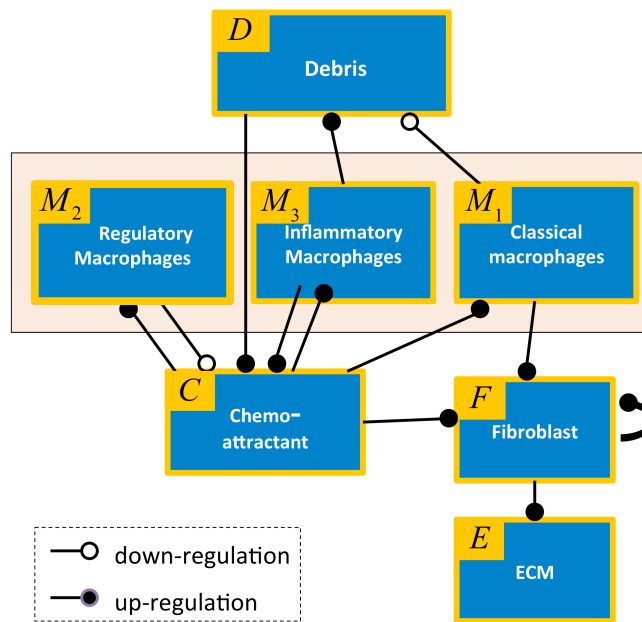 D
Debris
M2
Regulatory
Macrophages
M3
Inflammatory
Macrophages
M1
Classical
macrophages
C
Chemo-
attractant
F
Fibroblast
E
ECM
down-regulation
up-regulation